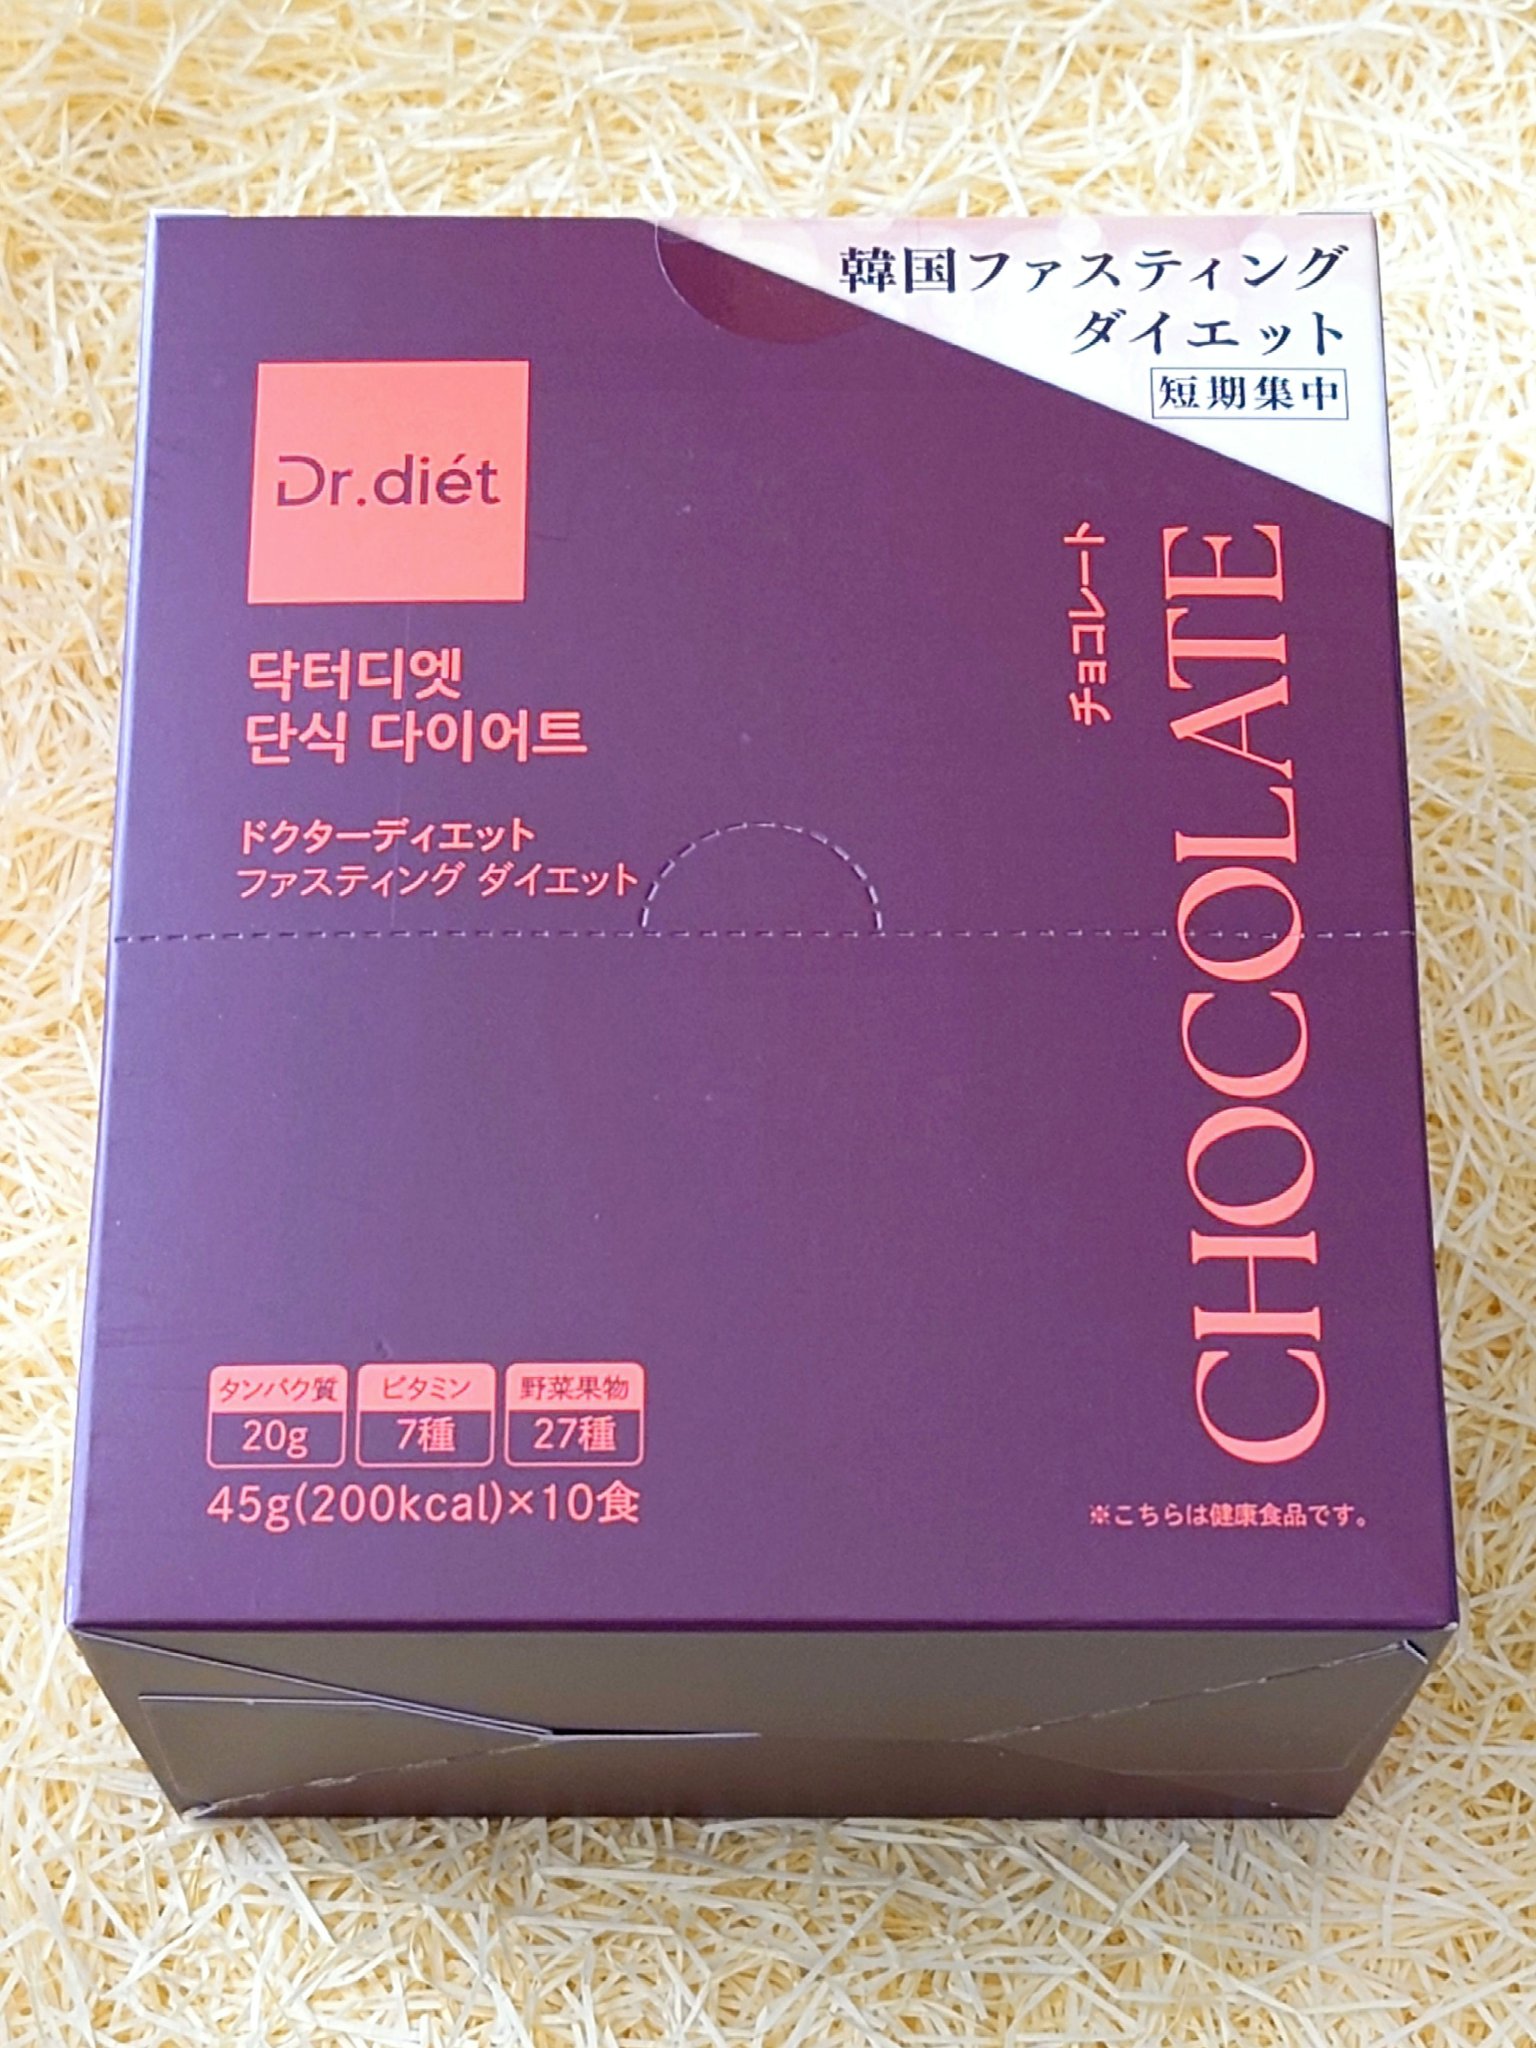 韓国ファスティング
ダイエット
短期集中
Dr.diét
닥터디엣
단식 다이어트
ドクターディエット
ファスティング ダイエット
チョコレート
CHOCOLATE
タンパク質
20g
ビタミン
7種
野菜果物
27種
45g(200kcal)×10食
※こちらは健康食品です。